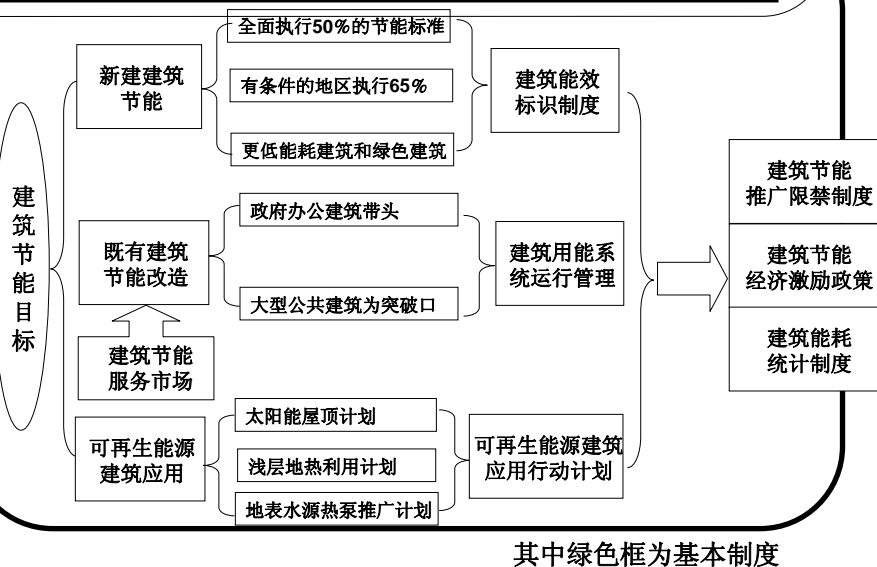 建筑节能目标
新建建筑
节能
全面执行50%的节能标准
有条件的地区执行65%
更低能耗建筑和绿色建筑
建筑能效
标识制度
既有建筑
节能改造
政府办公建筑带头
大型公共建筑为突破口
建筑用能系
统运行管理
建筑节能
服务市场
可再生能源
建筑应用
太阳能屋顶计划
浅层地热利用计划
地表水源热泵推广计划
可再生能源建筑
应用行动计划
建筑节能
推广限禁制度
建筑节能
经济激励政策
建筑能耗
统计制度
其中绿色框为基本制度